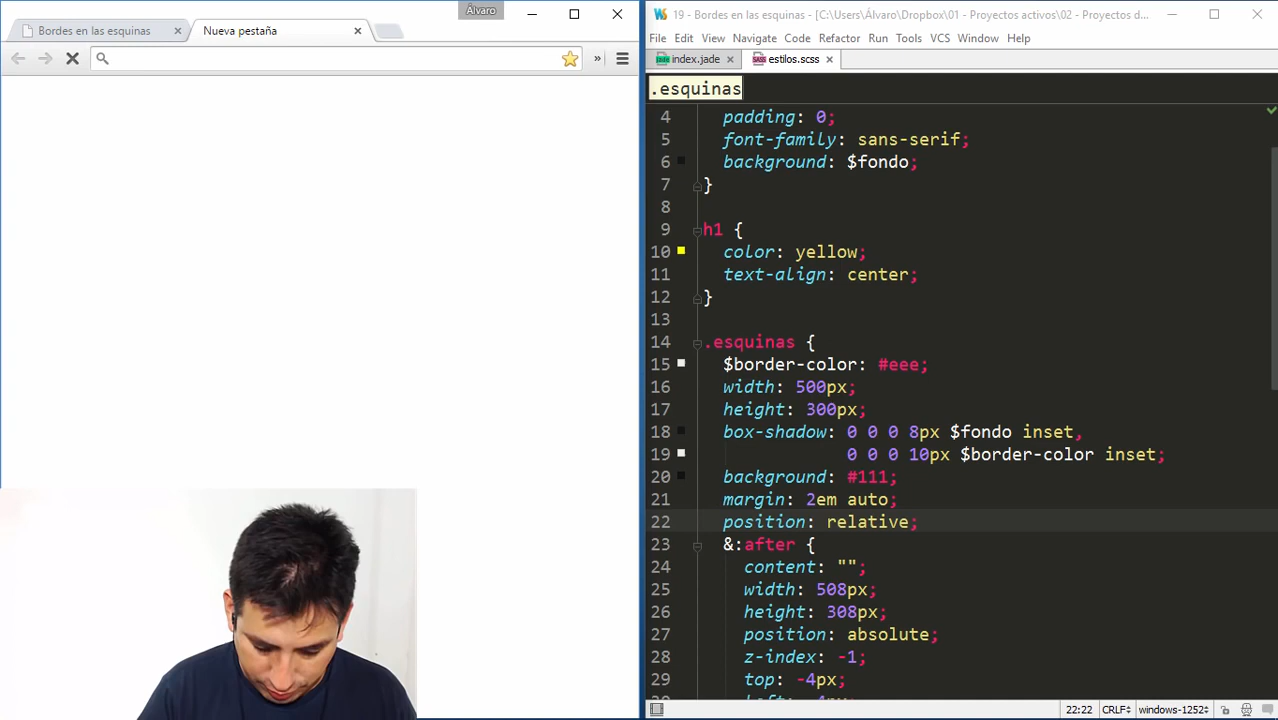 Álvaro
Bordes en las esquinas
Nueva pestaña
19 - Bordes en las esquinas - [C:\Users\Álvaro\Dropbox\01 - Proyectos activos\02 - Proyectos d...
File Edit View Navigate Code Refactor Run Tools VCS Window Help
index.jade
estilos.scss
.esquinas
4 padding: 0;
5 font-family: sans-serif;
6 background: $fondo;
7 }
8
9 h1 {
10 color: yellow;
11 text-align: center;
12 }
13
14 .esquinas {
15 $border-color: #eee;
16 width: 500px;
17 height: 300px;
18 box-shadow: 0 0 0 8px $fondo inset,
19 0 0 0 10px $border-color inset;
20 background: #111;
21 margin: 2em auto;
22 position: relative;
23 &:after {
24 content: "";
25 width: 508px;
26 height: 308px;
27 position: absolute;
28 z-index: -1;
29 top: -4px;
22:22 CRLF windows-1252